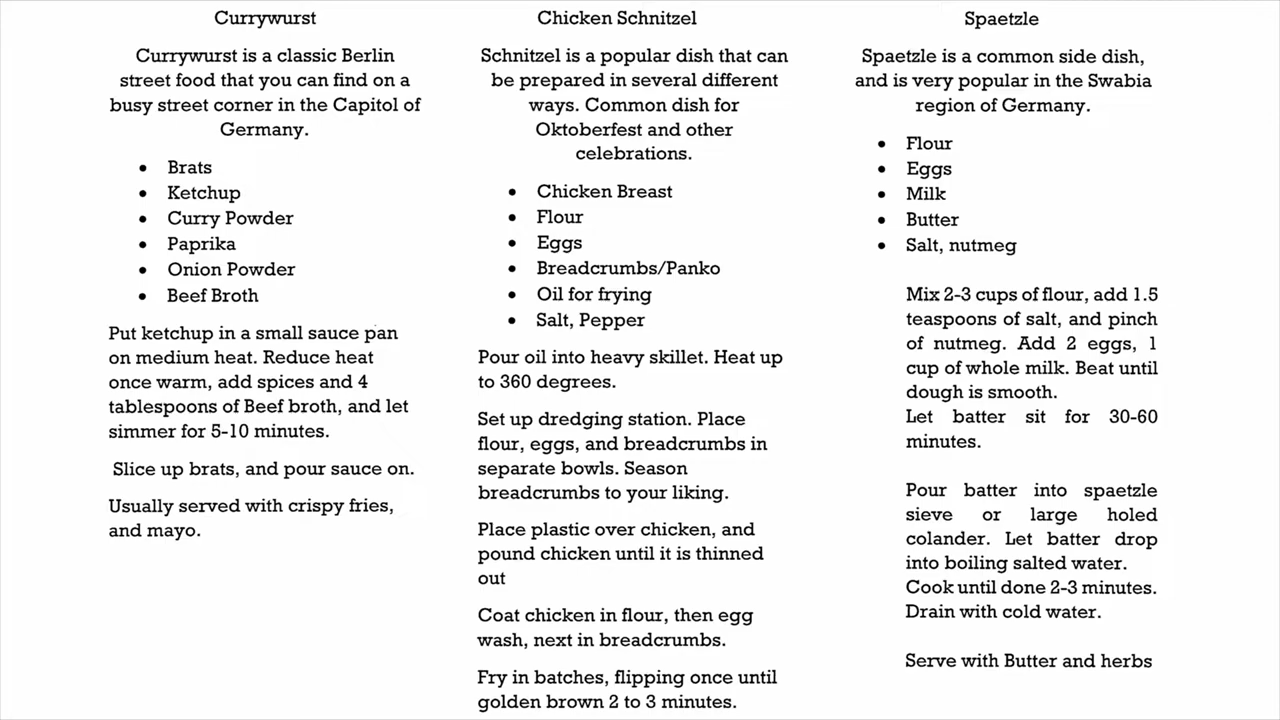 Currywurst
Currywurst is a classic Berlin
street food that you can find on a
busy street corner in the Capitol of
Germany.
• Brats
• Ketchup
• Curry Powder
• Paprika
• Onion Powder
• Beef Broth
Put ketchup in a small sauce pan
on medium heat. Reduce heat
once warm, add spices and 4
tablespoons of Beef broth, and let
simmer for 5-10 minutes.
Slice up brats, and pour sauce on.
Usually served with crispy fries,
and mayo.
Chicken Schnitzel
Schnitzel is a popular dish that can
be prepared in several different
ways. Common dish for
Oktoberfest and other
celebrations.
• Chicken Breast
• Flour
• Eggs
• Breadcrumbs/Panko
• Oil for frying
• Salt, Pepper
Pour oil into heavy skillet. Heat up
to 360 degrees.
Set up dredging station. Place
flour, eggs, and breadcrumbs in
separate bowls. Season
breadcrumbs to your liking.
Place plastic over chicken, and
pound chicken until it is thinned
out
Coat chicken in flour, then egg
wash, next in breadcrumbs.
Fry in batches, flipping once until
golden brown 2 to 3 minutes.
Spaetzle
Spaetzle is a common side dish,
and is very popular in the Swabia
region of Germany.
• Flour
• Eggs
• Milk
• Butter
• Salt, nutmeg
Mix 2-3 cups of flour, add 1.5
teaspoons of salt, and pinch
of nutmeg. Add 2 eggs, 1
cup of whole milk. Beat until
dough is smooth.
Let batter sit for 30-60
minutes.
Pour batter into spaetzle
sieve or large holed
colander. Let batter drop
into boiling salted water.
Cook until done 2-3 minutes.
Drain with cold water.
Serve with Butter and herbs